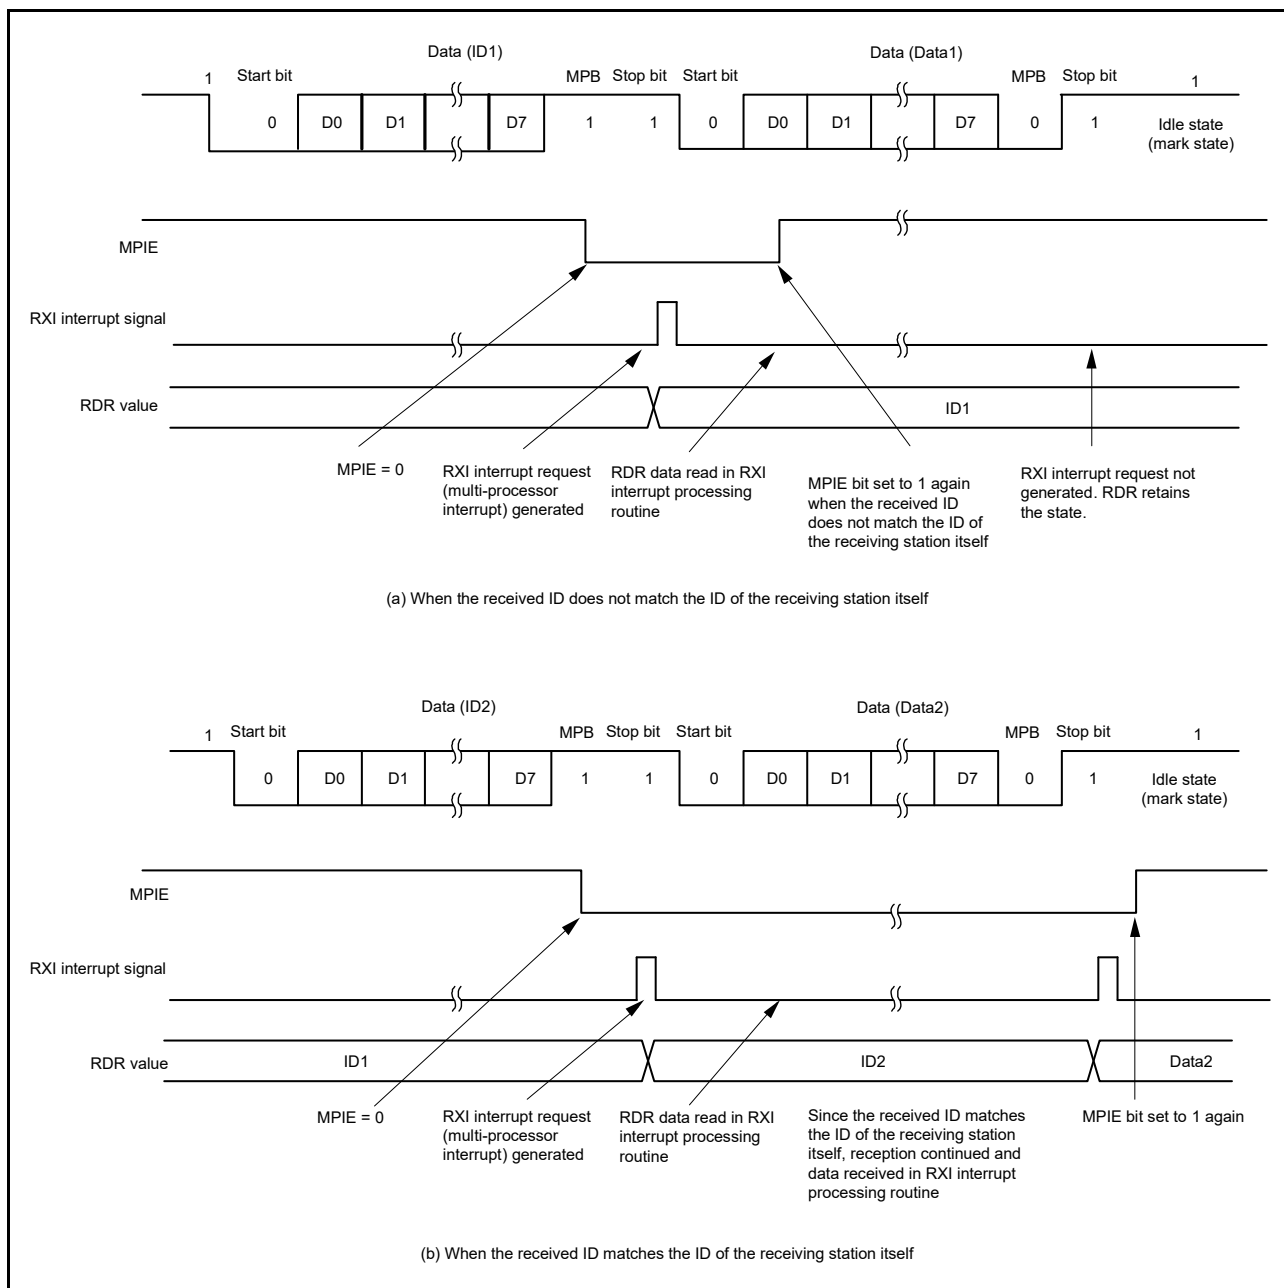 Data (ID1) Data (Data1)
1 Start bit MPB Stop bit Start bit MPB Stop bit 1
0 D0 D1 D7 1 1 0 D0 D1 D7 0 1 Idle state
(mark state)
MPIE
RXI interrupt signal
RDR value ID1
MPIE = 0
RXI interrupt request
(multi-processor
interrupt) generated
RDR data read in RXI
interrupt processing
routine
MPIE bit set to 1 again
when the received ID
does not match the ID of
the receiving station itself
RXI interrupt request not
generated. RDR retains
the state.
(a) When the received ID does not match the ID of the receiving station itself
Data (ID2) Data (Data2)
1 Start bit MPB Stop bit Start bit MPB Stop bit 1
0 D0 D1 D7 1 1 0 D0 D1 D7 0 1 Idle state
(mark state)
MPIE
RXI interrupt signal
RDR value ID1 ID2 Data2
MPIE = 0
RXI interrupt request
(multi-processor
interrupt) generated
RDR data read in RXI
interrupt processing
routine
Since the received ID matches
the ID of the receiving station
itself, reception continued and
data received in RXI interrupt
processing routine
MPIE bit set to 1 again
(b) When the received ID matches the ID of the receiving station itself